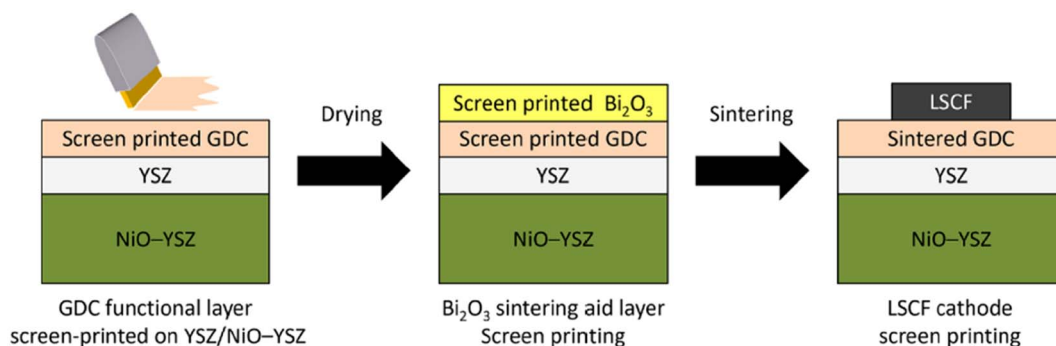 Screen printed GDC
YSZ
NiO–YSZ
GDC functional layer
screen-printed on YSZ/NiO–YSZ
Drying
Screen printed Bi₂O₃
Screen printed GDC
YSZ
NiO–YSZ
Bi₂O₃ sintering aid layer
Screen printing
Sintering
LSCF
Sintered GDC
YSZ
NiO–YSZ
LSCF cathode
screen printing